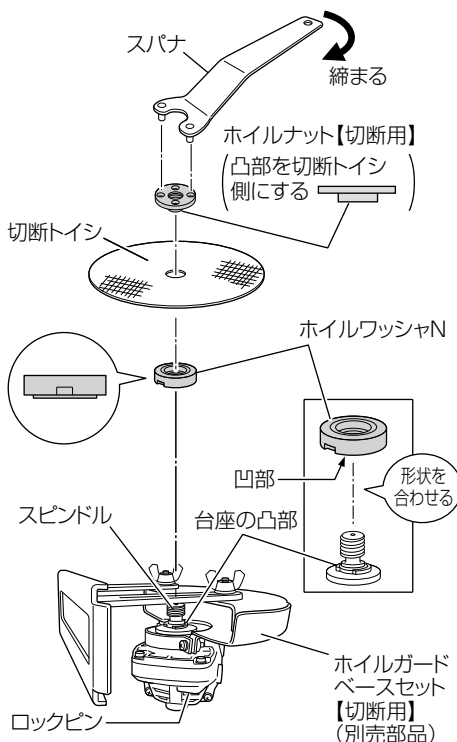 スパナ
締まる
ホイルナット【切断用】
(凸部を切断トイシ
側にする
)
切断トイシ
ホイルワッシャN
凹部
形状を
合わせる
スピンドル
台座の凸部
ロックピン
ホイルガード
ベースセット
【切断用】
(別売部品)